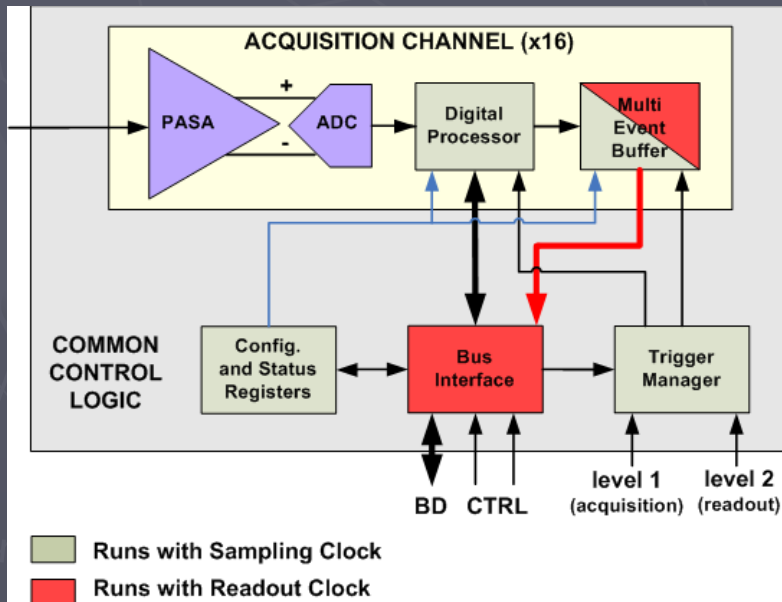 ACQUISITION CHANNEL (x16)
PASA
+
-
ADC
Digital
Processor
Multi
Event
Buffer
COMMON
CONTROL
LOGIC
Config.
and Status
Registers
Bus
Interface
Trigger
Manager
BD
CTRL
level 1
(acquisition)
level 2
(readout)
Runs with Sampling Clock
Runs with Readout Clock